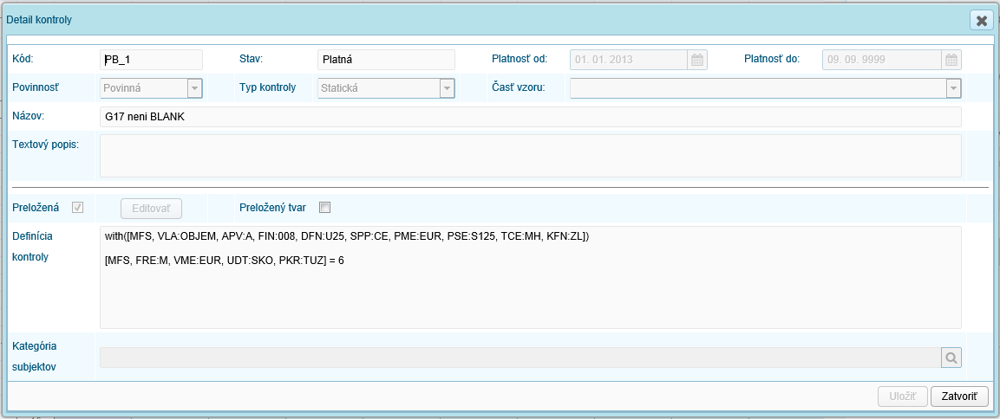 Detail kontroly
Kód: PB_1 Stav: Platná Platnosť od: 01. 01. 2013 Platnosť do: 09. 09. 9999
Povinnosť Povinná Typ kontroly Statická Časť vzoru:
Názov: G17 neni BLANK
Textový popis:
Preložená Editovať Preložený tvar
Definícia kontroly
with([MFS, VLA:OBJEM, APV:A, FIN:008, DFN:U25, SPP:CE, PME:EUR, PSE:S125, TCE:MH, KFN:ZL])
[MFS, FRE:M, VME:EUR, UDT:SKO, PKR:TUZ] = 6
Kategória
subjektov
Uložiť Zatvoriť